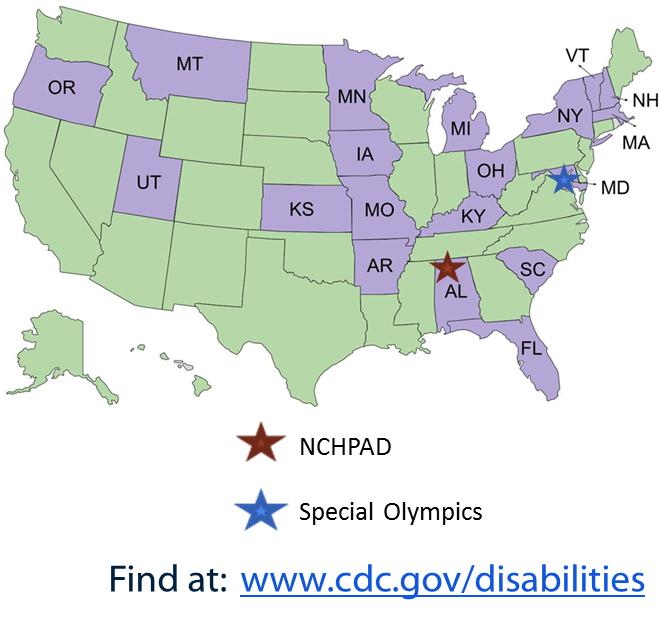 VT
MT
OR
MN
NH
NY
MI
MA
IA
OH
UT
MD
KS
MO
KY
AR
SC
AL
FL
NCHPAD
Special Olympics
Find at: www.cdc.gov/disabilities